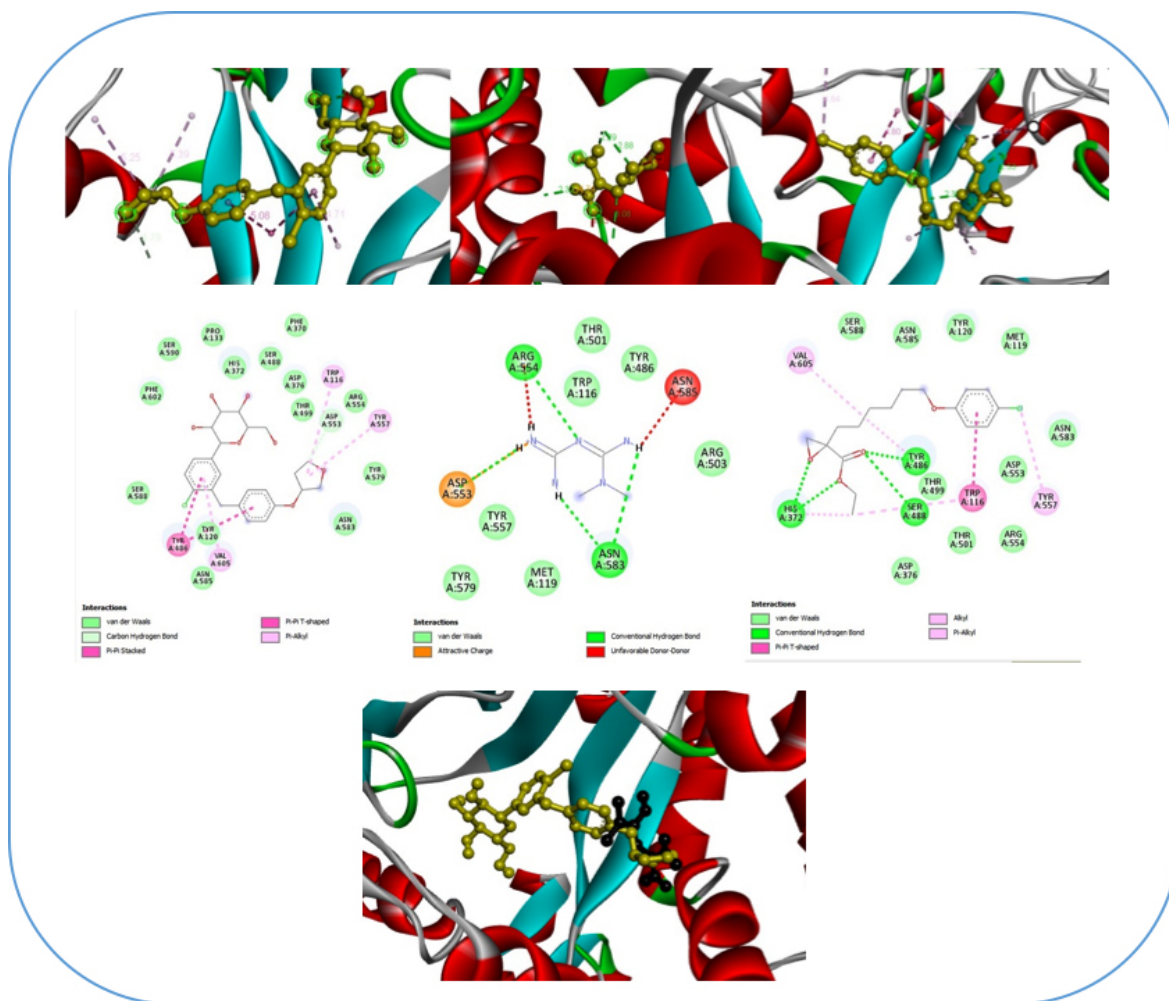 5.08
PHE
A:370
PRO
A:133
SER
A:590
HIS
A:372
SER
A:488
PHE
A:602
ASP
A:376
TRP
A:116
THR
A:499
ASP
A:553
ARG
A:554
TYR
A:557
SER
A:588
TYR
A:579
TYR
A:120
ASN
A:583
TYR
A:486
VAL
A:605
ASN
A:585
Interactions
van der Waals
Carbon Hydrogen Bond
Pi-Pi Stacked
Pi-Pi T-shaped
Pi-Alkyl
THR
A:501
ARG
A:554
TYR
A:486
TRP
A:116
ASN
A:585
H
N
N
N
H
H
ARG
A:503
ASP
A:553
N
N
H
TYR
A:557
ASN
A:583
TYR
A:579
MET
A:119
Interactions
van der Waals
Attractive Charge
Conventional Hydrogen Bond
Unfavorable Donor-Donor
SER
A:588
ASN
A:585
TYR
A:120
MET
A:119
VAL
A:605
ASN
A:583
TYR
A:486
ASP
A:553
THR
A:499
TRP
A:116
TYR
A:557
HIS
A:372
SER
A:488
THR
A:501
ARG
A:554
ASP
A:376
Interactions
van der Waals
Conventional Hydrogen Bond
Pi-Pi T-shaped
Alkyl
Pi-Alkyl